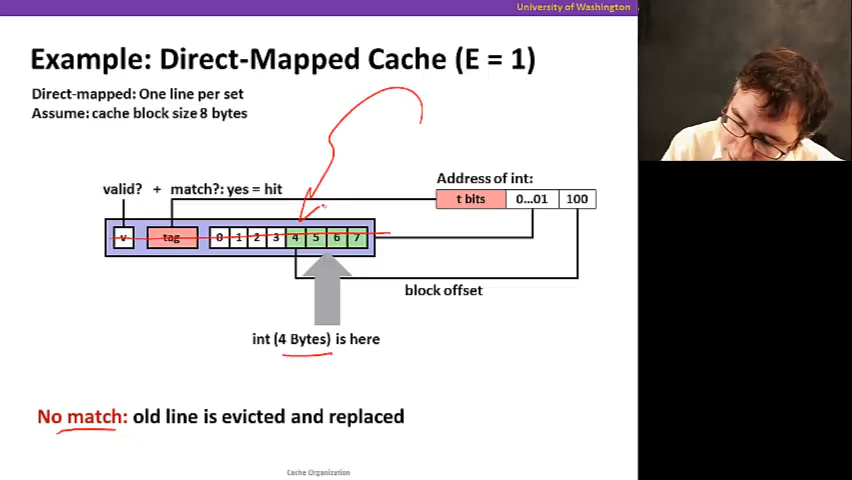 University of Washington
Example: Direct-Mapped Cache (E = 1)
Direct-mapped: One line per set
Assume: cache block size 8 bytes
Address of int:
valid? + match?: yes = hit
t bits 0...01 100
v tag 0 1 2 3 4 5 6 7
block offset
int (4 Bytes) is here
No match: old line is evicted and replaced
Cache Organization